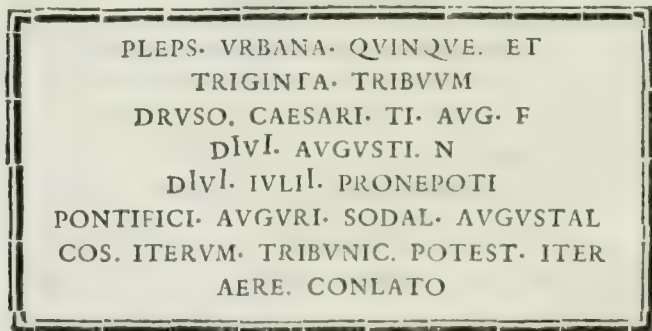 PLEPS· VRBANA· QVINQVE. ET
TRIGINTA· TRIBVVM
DRVSO. CAESARI· TI· AVG· F
DIVI· AVGVSTI. N
DIVI· IVLII· PRONEPOTI
PONTIFICI· AVGVRI· SODAL· AVGVSTAL
COS. ITERVM· TRIBVNIC. POTEST· ITER
AERE. CONLATO